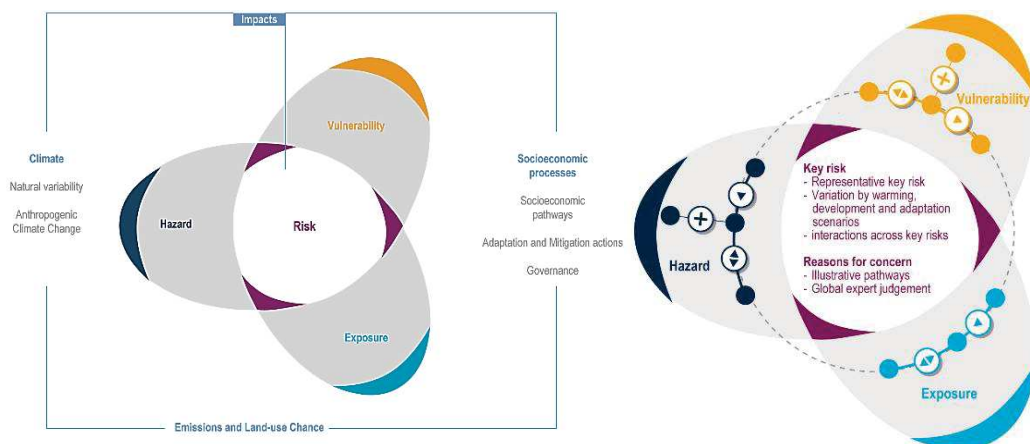 Impacts
Vulnerability
Climate
Natural variability
Anthropogenic
Climate Change
Hazard
Risk
Socioeconomic
processes
Socioeconomic
pathways
Adaptation and Mitigation actions
Governance
Exposure
Emissions and Land-use Chance
Vulnerability
Key risk
- Representative key risk
- Variation by warming,
development and adaptation
scenarios
- interactions across key risks
Reasons for concern
- Illustrative pathways
- Global expert judgement
Hazard
Exposure